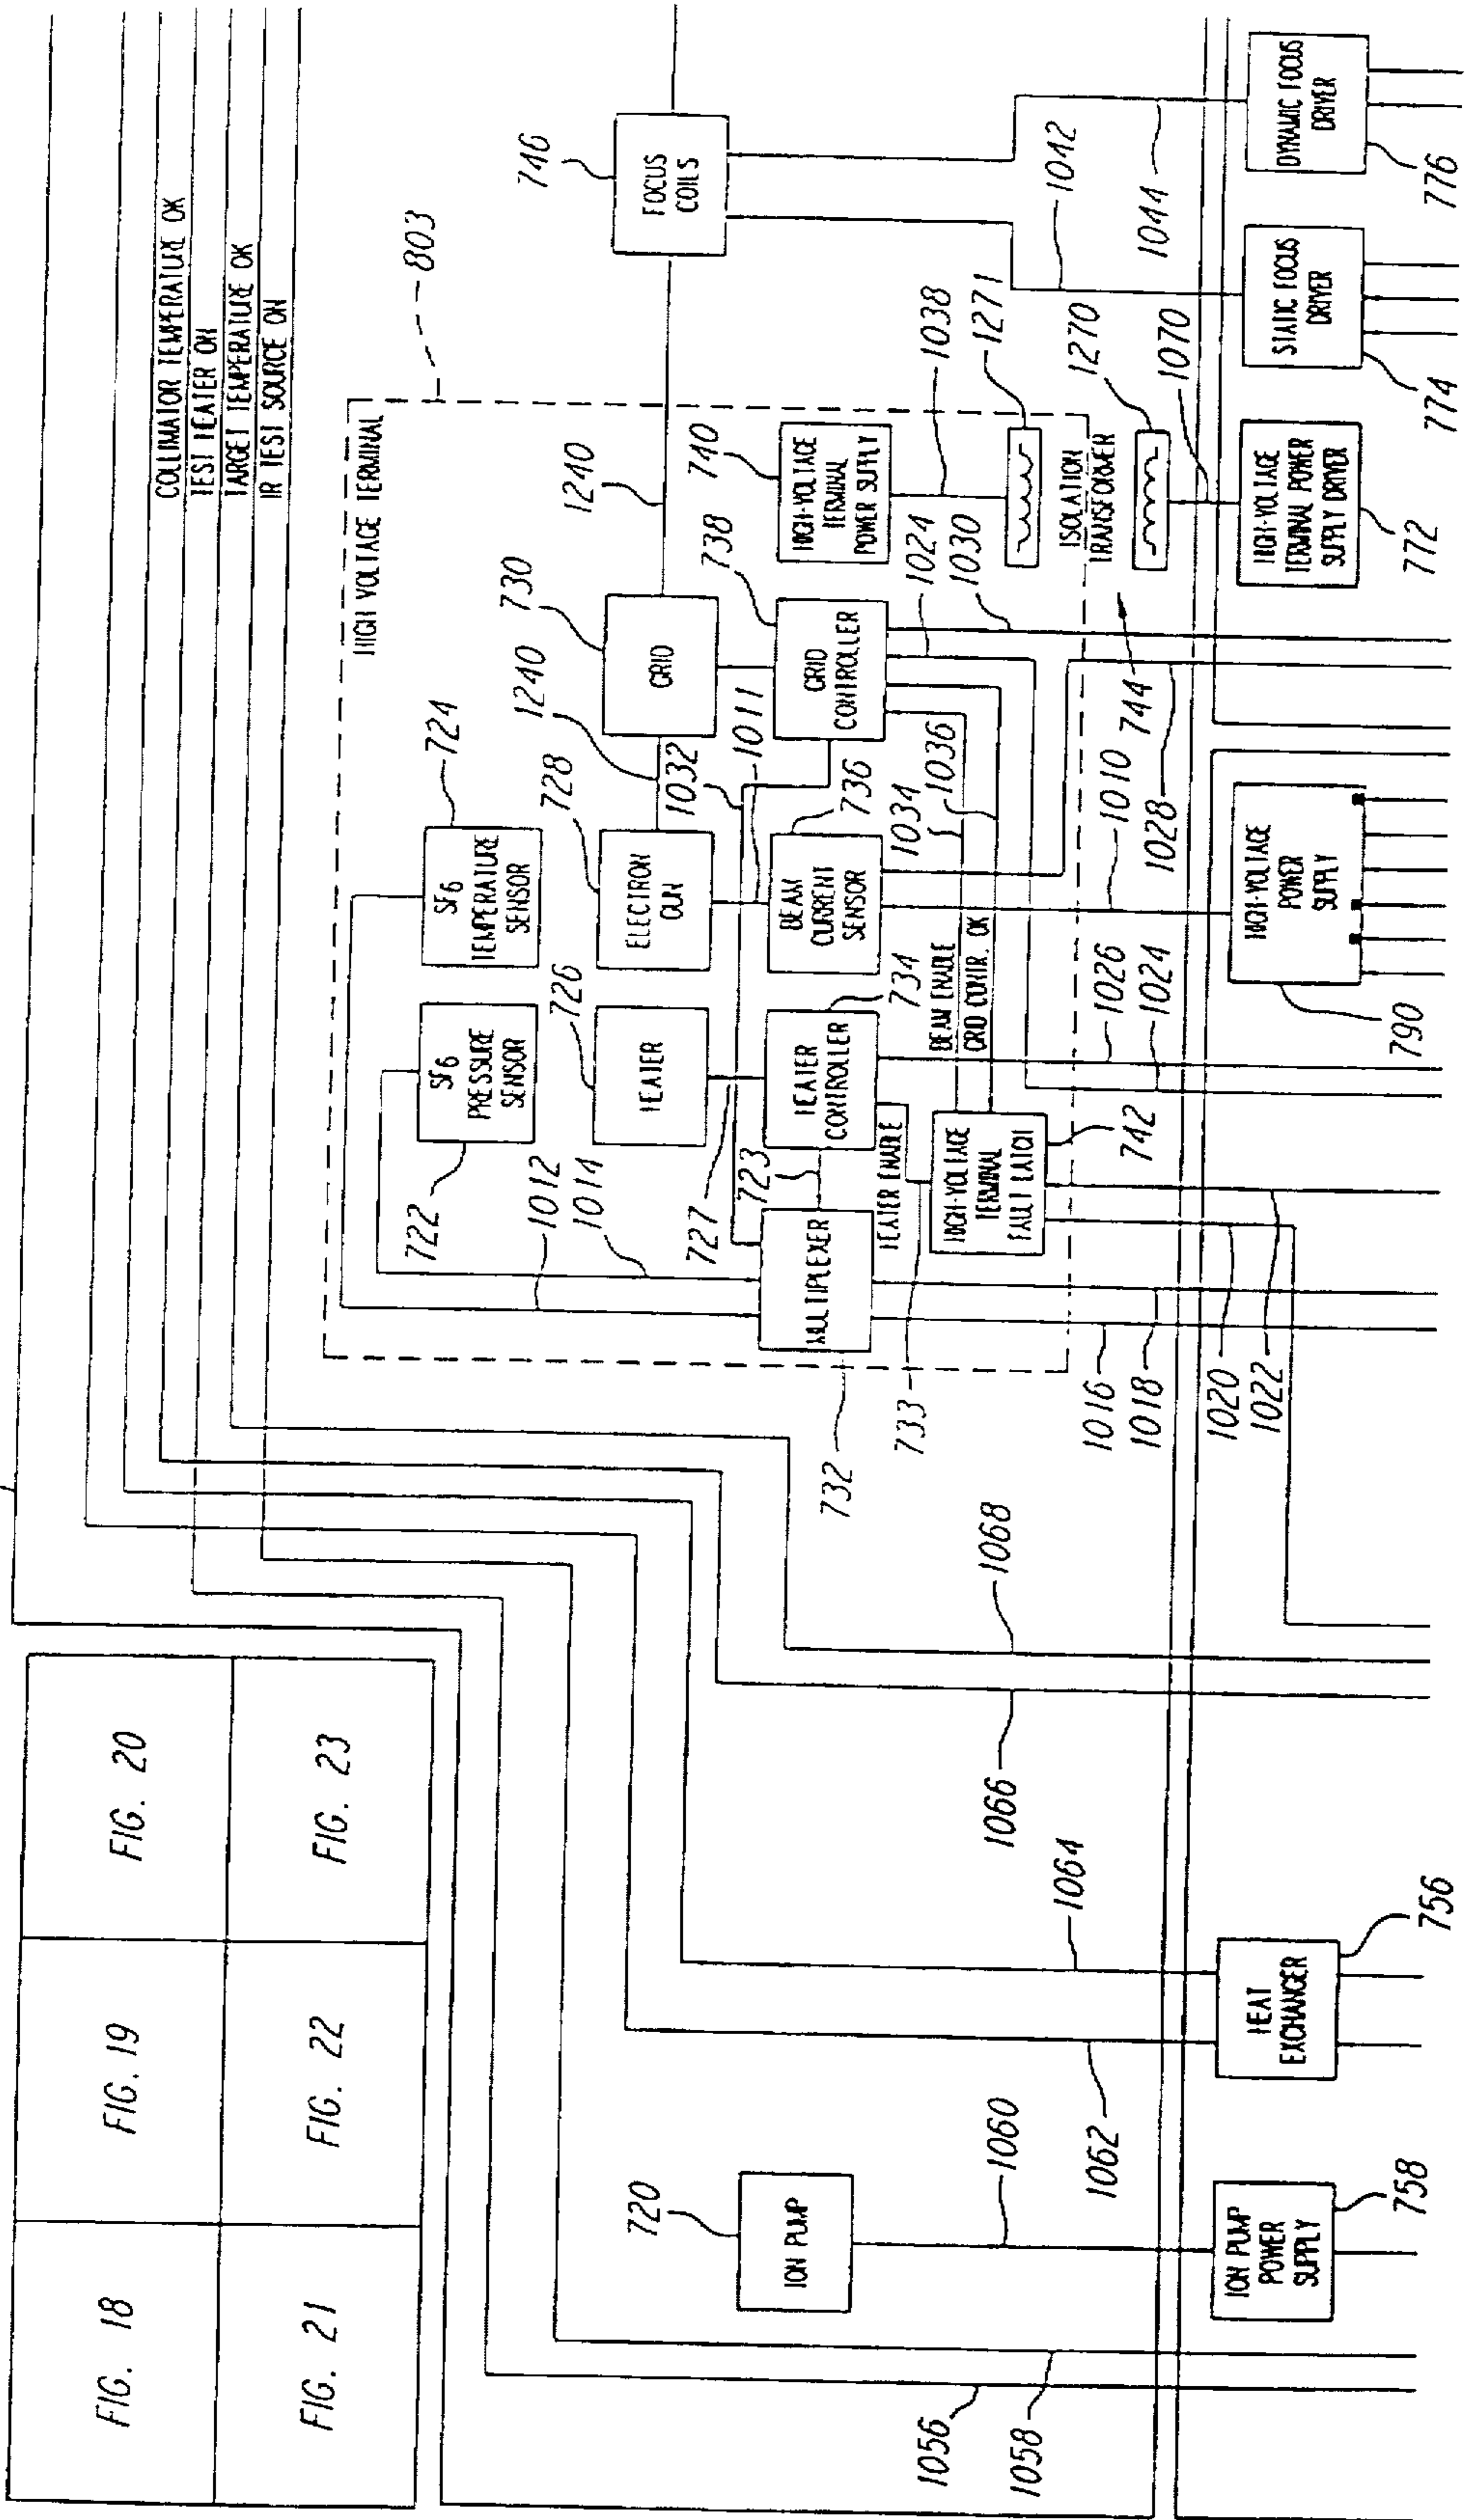 FIG. 18
FIG. 19
FIG. 20
FIG. 21
FIG. 22
FIG. 23
COLLIMATOR TEMPERATURE OK
TEST HEATER ON
TARGET TEMPERATURE OK
IR TEST SOURCE ON
HIGH VOLTAGE TERMINAL
803
722
SF6
PRESSURE
SENSOR
724
SF6
TEMPERATURE
SENSOR
746
FOCUS
COILS
1012
1014
726
HEATER
728
ELECTRON
GUN
1240
730
GRID
1240
727
723
1032
1011
720
ION PUMP
732
MULTIPLEXER
HEATER
CONTROLLER
734
BEAM
CURRENT
SENSOR
736
GRID
CONTROLLER
738
HIGH-VOLTAGE
TERMINAL
POWER SUPPLY
740
733
HEATER ENABLE
HIGH-VOLTAGE
TERMINAL
FAULT LATCH
742
BEAM ENABLE
GRID CONTR. OK
1034
1036
1024
1030
1038
1271
ISOLATION
TRANSFORMER
744
1270
1042
1044
1056
1058
1060
1062
1064
1066
1068
1016
1018
1020
1022
1026
1024
1010
1028
1070
ION PUMP
POWER
SUPPLY
758
HEAT
EXCHANGER
756
790
HIGH-VOLTAGE
POWER
SUPPLY
HIGH-VOLTAGE
TERMINAL POWER
SUPPLY DRIVER
772
STATIC FOCUS
DRIVER
774
DYNAMIC FOCUS
DRIVER
776